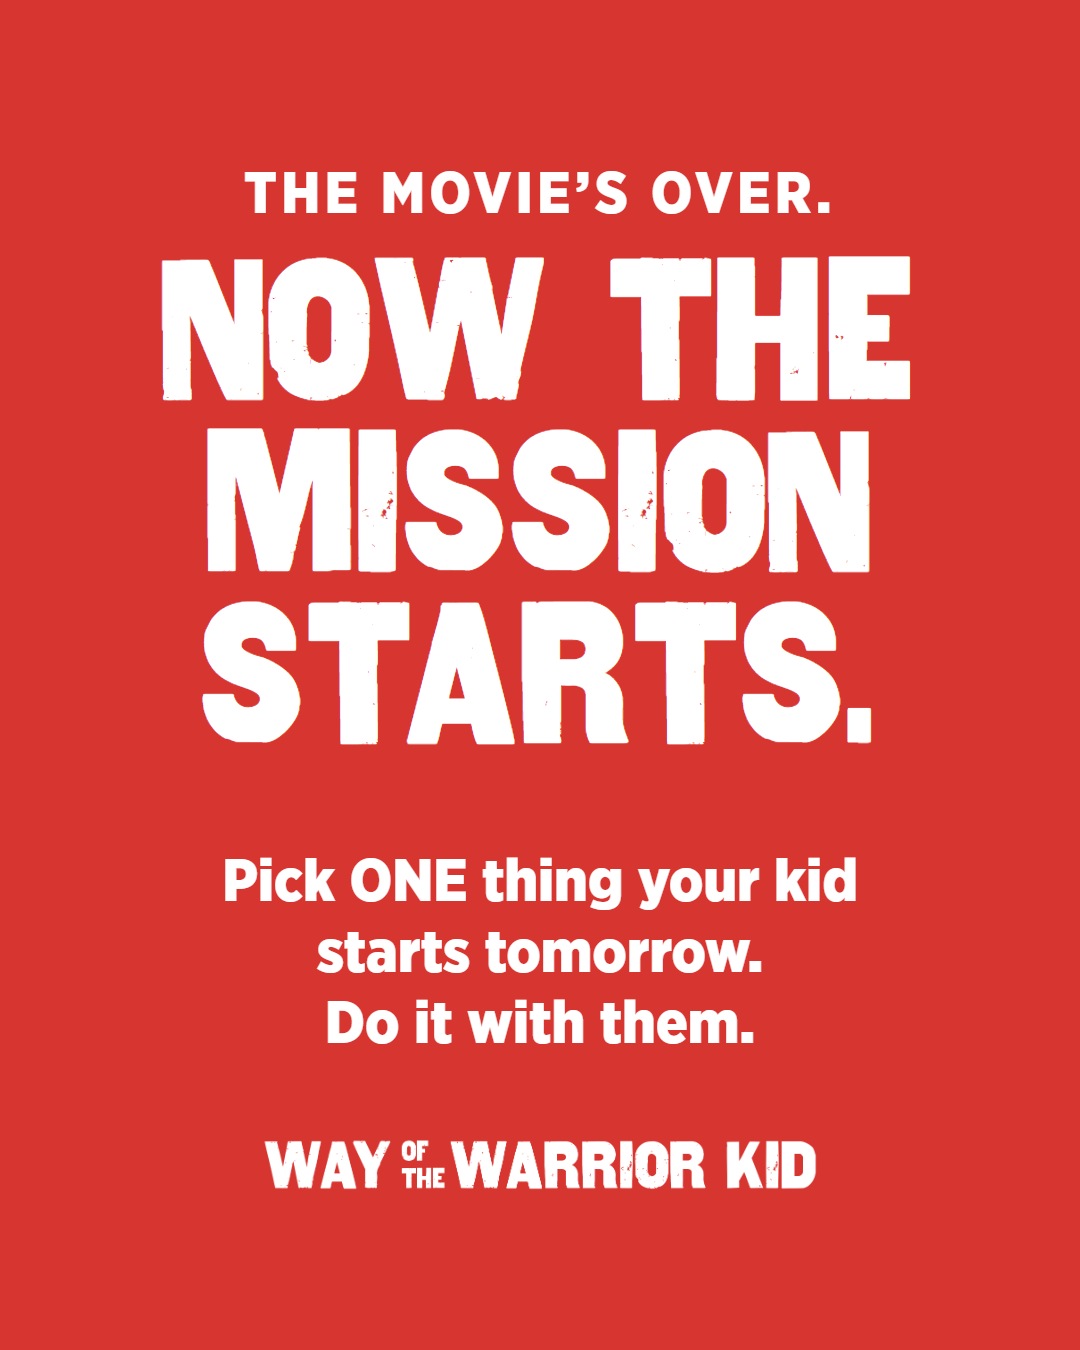 THE MOVIE’S OVER.
NOW THE
MISSION
STARTS.
Pick ONE thing your kid
starts tomorrow.
Do it with them.
WAY OF THE WARRIOR KID